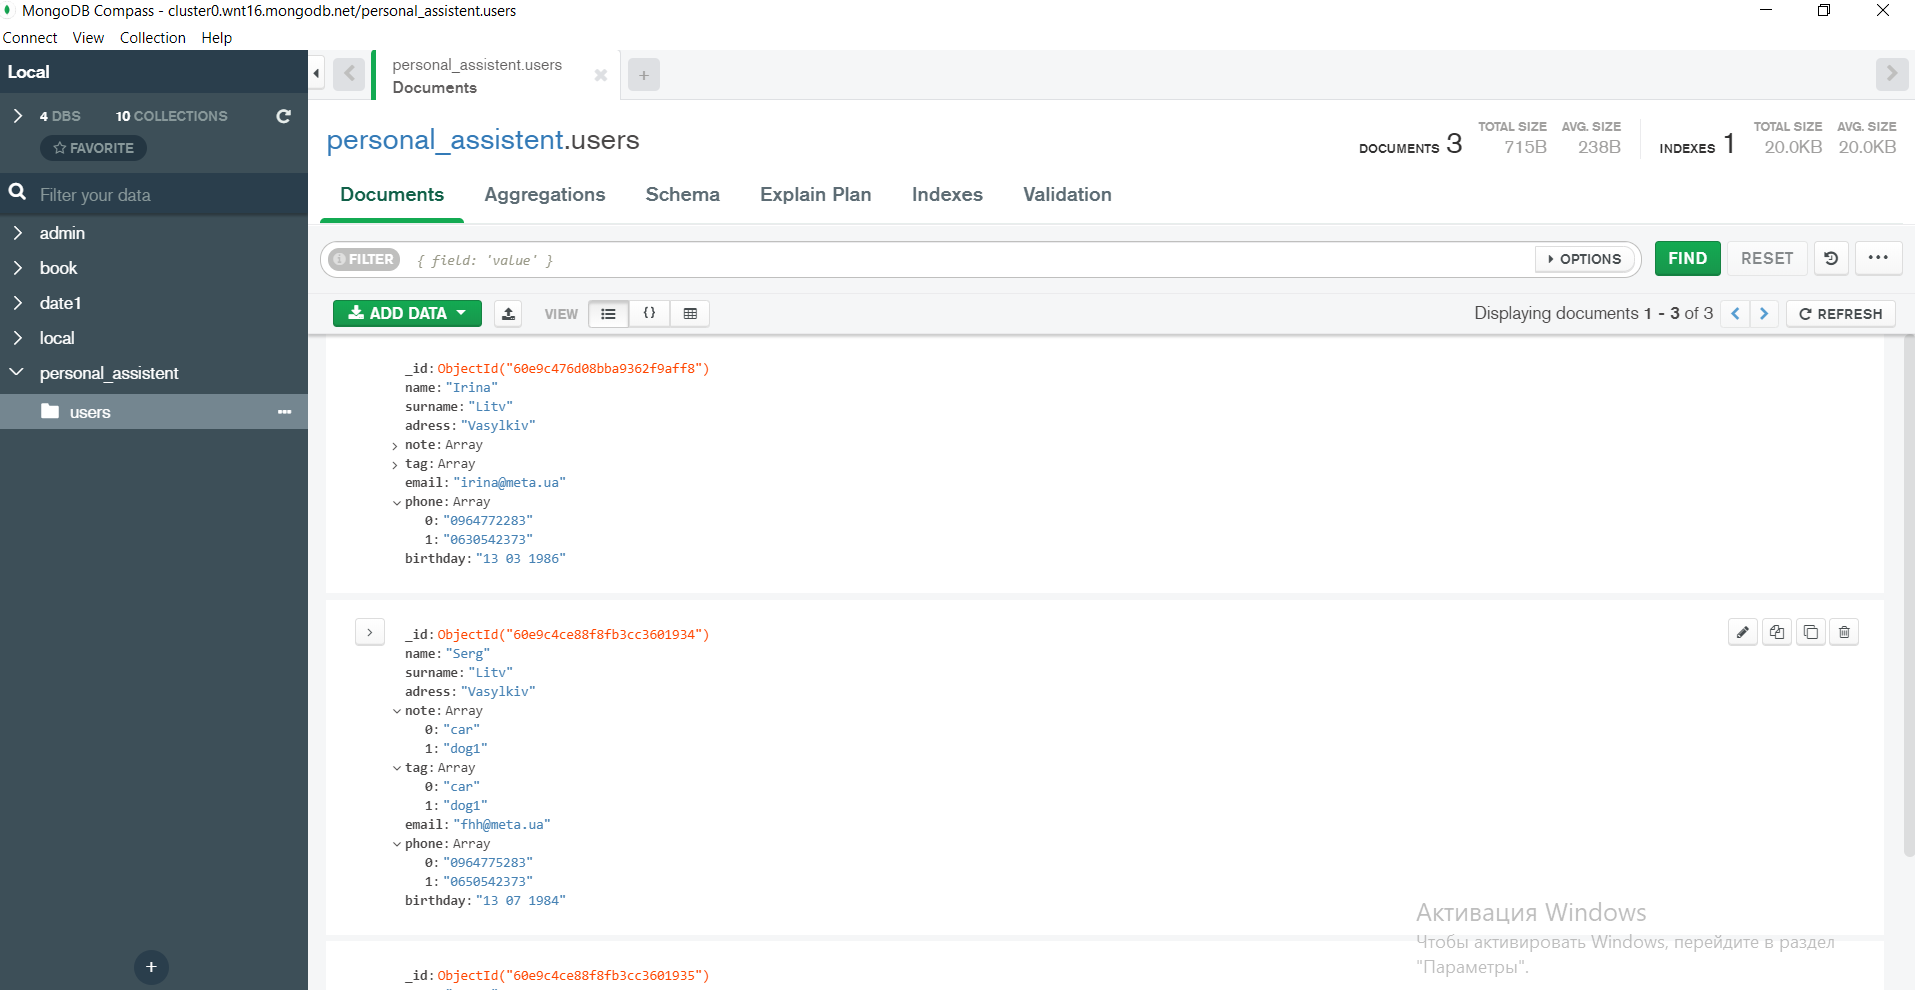 MongoDB Compass - cluster0.wnt16.mongodb.net/personal_assistent.users
Connect View Collection Help
Local
4 DBS 10 COLLECTIONS
FAVORITE
Filter your data
admin
book
date1
local
personal_assistent
users
personal_assistent.users
Documents
personal_assistent.users
DOCUMENTS 3 TOTAL SIZE 715B AVG. SIZE 238B INDEXES 1 TOTAL SIZE 20.0KB AVG. SIZE 20.0KB
Documents Aggregations Schema Explain Plan Indexes Validation
FILTER { field: 'value' } OPTIONS FIND RESET
ADD DATA VIEW {} Displaying documents 1 - 3 of 3 REFRESH
_id: ObjectId("60e9c476d08bba9362f9aff8")
name: "Irina"
surname: "Litv"
adress: "Vasylkiv"
note: Array
tag: Array
email: "irina@meta.ua"
phone: Array
0: "0964772283"
1: "0630542373"
birthday: "13 03 1986"
_id: ObjectId("60e9c4ce88f8fb3cc3601934")
name: "Serg"
surname: "Litv"
adress: "Vasylkiv"
note: Array
0: "car"
1: "dog1"
tag: Array
0: "car"
1: "dog1"
email: "fhh@meta.ua"
phone: Array
0: "0964775283"
1: "0650542373"
birthday: "13 07 1984"
_id: ObjectId("60e9c4ce88f8fb3cc3601935")
Активация Windows
Чтобы активировать Windows, перейдите в раздел
"Параметры".